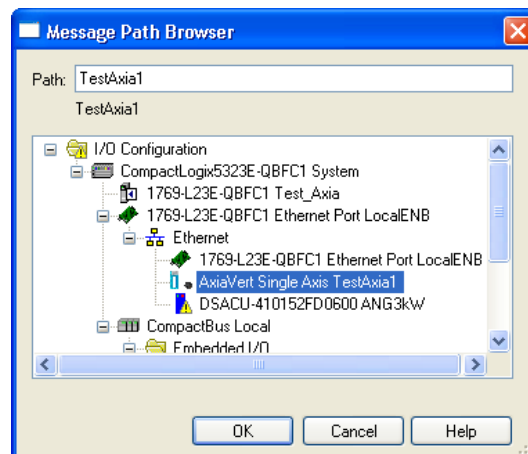 Message Path Browser
Path: TestAxia1
TestAxia1
I/O Configuration
CompactLogix5323E-QBFC1 System
1769-L23E-QBFC1 Test_Axia
1769-L23E-QBFC1 Ethernet Port LocalENB
Ethernet
1769-L23E-QBFC1 Ethernet Port LocalENB
AxiaVert Single Axis TestAxia1
DSACU-410152FD0600 ANG3kW
CompactBus Local
Embedded I/O
OK Cancel Help